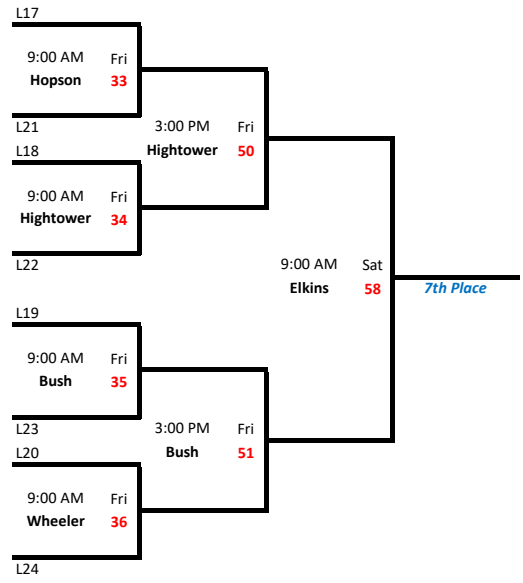 L17
9:00 AM Fri
Hopson 33
L21
3:00 PM Fri
Hightower 50
L18
9:00 AM Fri
Hightower 34
L22
9:00 AM Sat
Elkins 58
7th Place
L19
9:00 AM Fri
Bush 35
L23
3:00 PM Fri
Bush 51
L20
9:00 AM Fri
Wheeler 36
L24